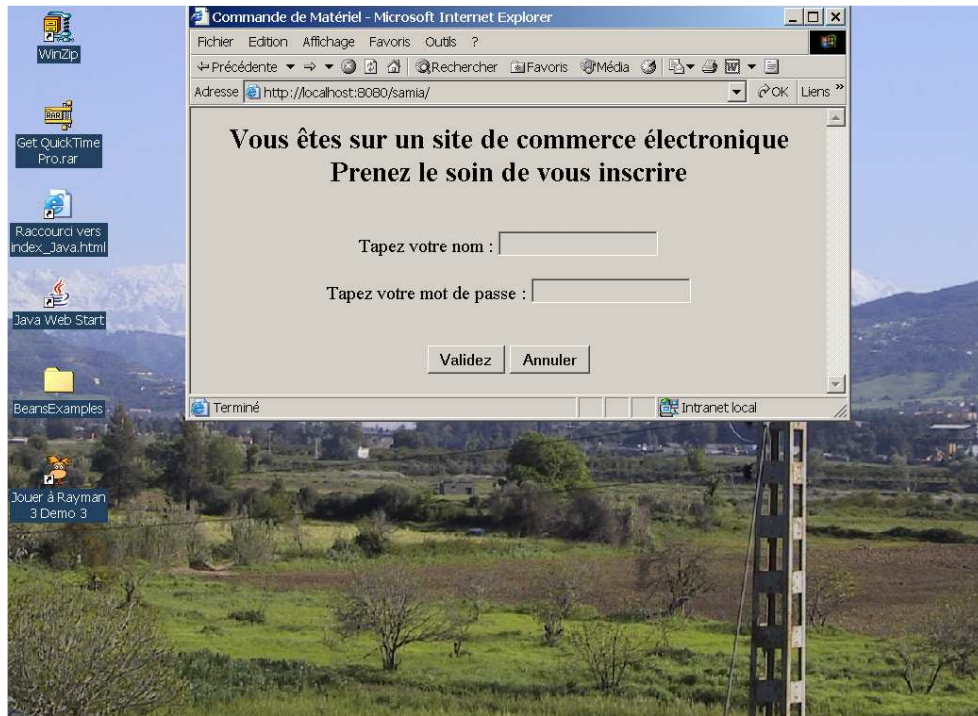 WinZip
Get QuickTime
Pro.rar
Raccourci vers
index_Java.html
Java Web Start
BeansExamples
Jouer à Rayman
3 Demo 3
Commande de Matériel - Microsoft Internet Explorer
Fichier Edition Affichage Favoris Outils ?
Précédente Rechercher Favoris Média
Adresse http://localhost:8080/samia/ OK Liens »
Vous êtes sur un site de commerce électronique
Prenez le soin de vous inscrire
Tapez votre nom :
Tapez votre mot de passe :
Validez Annuler
Terminé Intranet local